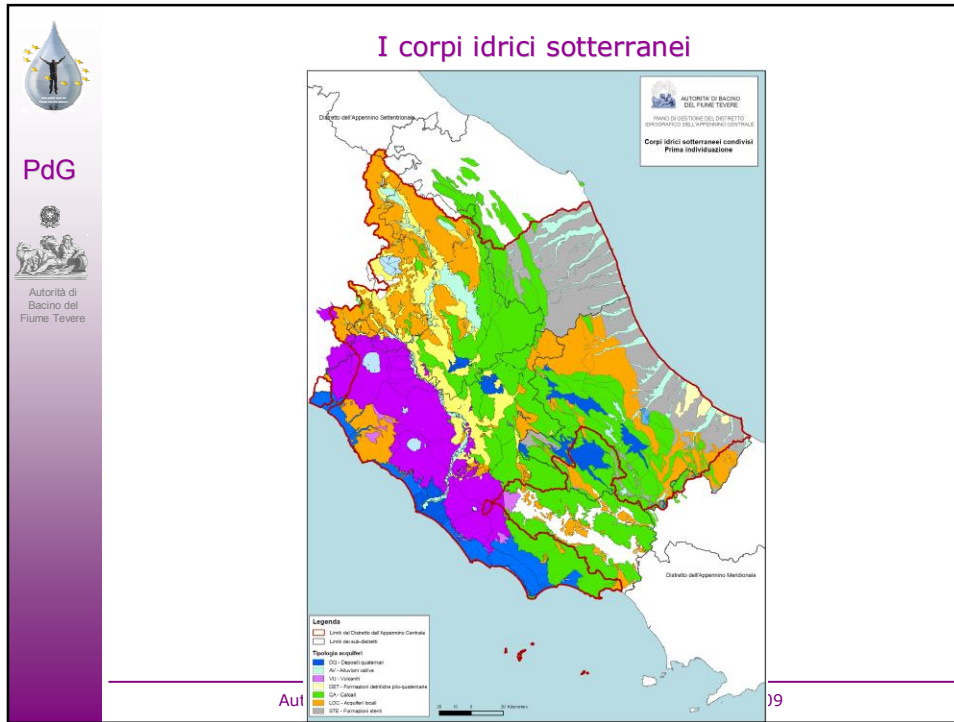 I corpi idrici sotterranei
PdG
Autorità di
Bacino del
Fiume Tevere
AUTORITA' DI BACINO
DEL FIUME TEVERE
PIANO DI GESTIONE DEL DISTRETTO
IDROGRAFICO DELL'APPENNINO CENTRALE
Corpi idrici sotterranei condivisi
Prima individuazione
Distretto dell'Appennino Settentrionale
Distretto dell'Appennino Meridionale
Legenda
Limiti del Distretto dell'Appennino Centrale
Limiti dei sub-distretti
Tipologia acquiferi
DQ - Depositi quaternari
AV - Alluvioni vallive
VU - Vulcaniti
DET - Formazioni detritiche plio-quaternarie
CA - Calcari
LOC - Acquiferi locali
STE - Formazioni sterili
Kilometers
Aut
09